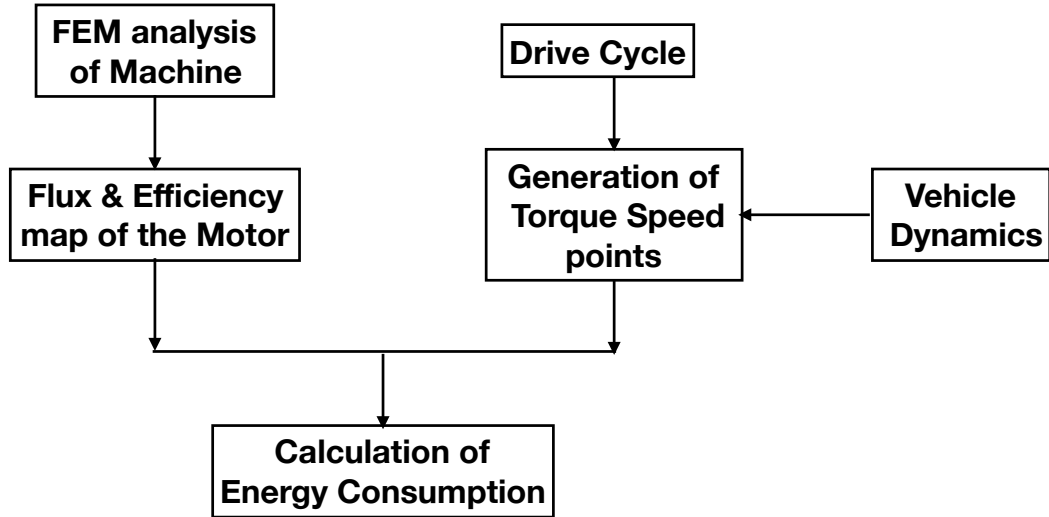 FEM analysis
of Machine
Drive Cycle
Flux & Efficiency
map of the Motor
Generation of
Torque Speed
points
Vehicle
Dynamics
Calculation of
Energy Consumption